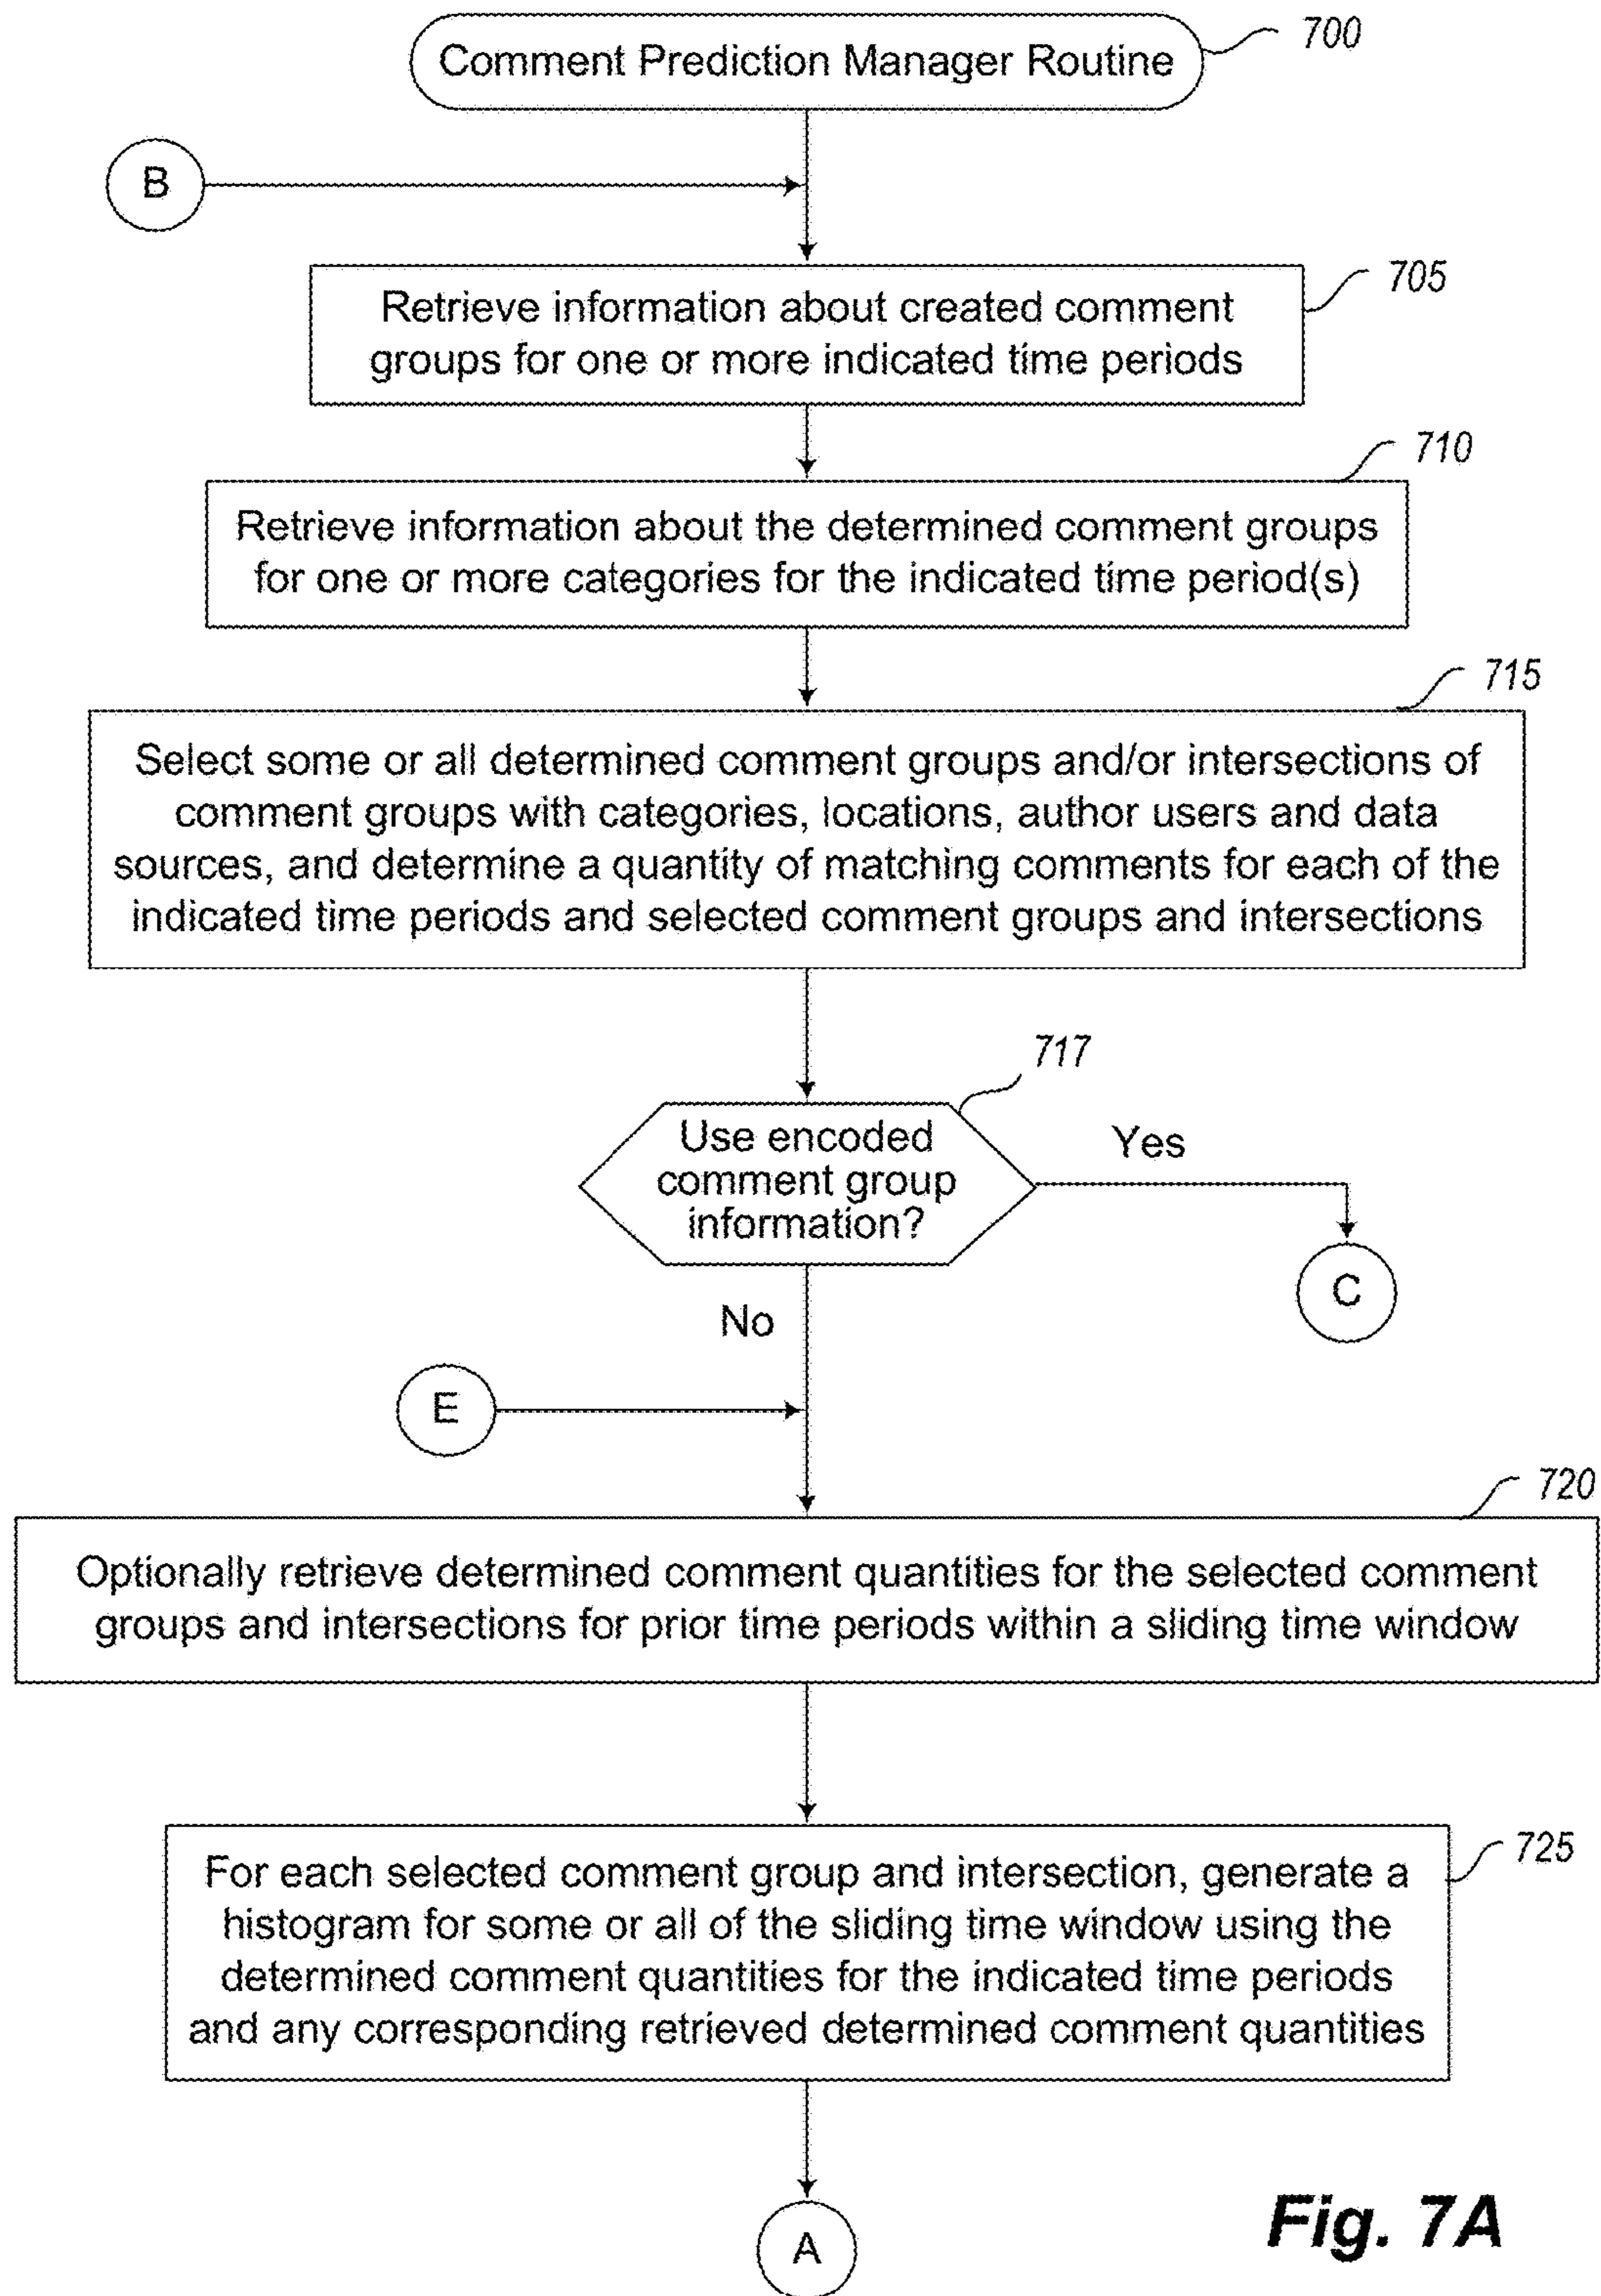 Comment Prediction Manager Routine
700
B
705
Retrieve information about created comment
groups for one or more indicated time periods
710
Retrieve information about the determined comment groups
for one or more categories for the indicated time period(s)
715
Select some or all determined comment groups and/or intersections of
comment groups with categories, locations, author users and data
sources, and determine a quantity of matching comments for each of the
indicated time periods and selected comment groups and intersections
717
Use encoded
comment group
information?
Yes
C
No
E
720
Optionally retrieve determined comment quantities for the selected comment
groups and intersections for prior time periods within a sliding time window
725
For each selected comment group and intersection, generate a
histogram for some or all of the sliding time window using the
determined comment quantities for the indicated time periods
and any corresponding retrieved determined comment quantities
A
Fig. 7A